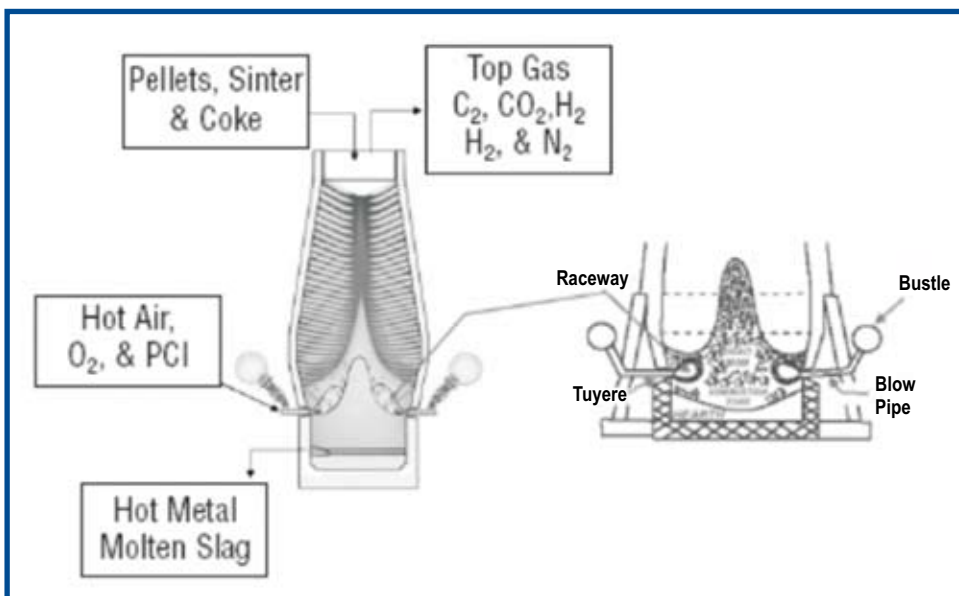 Pellets, Sinter
& Coke
Top Gas
C₂, CO₂,H₂
H₂, & N₂
Raceway
Bustle
Hot Air,
O₂, & PCI
Tuyere
Blow
Pipe
HEARTH
Hot Metal
Molten Slag